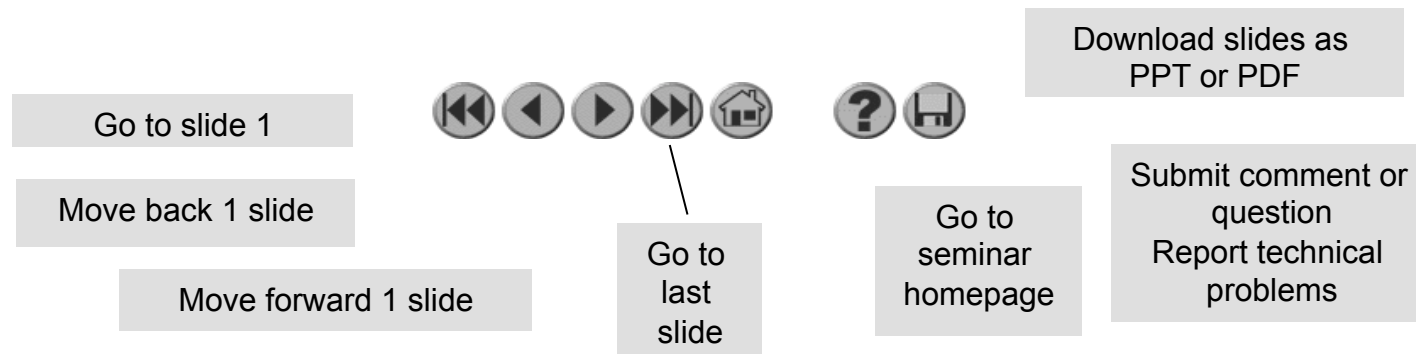 Download slides as
PPT or PDF
Go to slide 1
?
Move back 1 slide
Move forward 1 slide
Go to
last
slide
Go to
seminar
homepage
Submit comment or
question
Report technical
problems